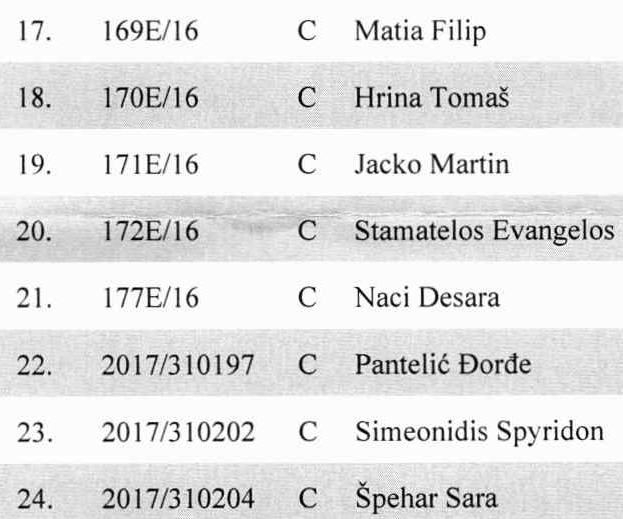 17. 169E/16 C Matia Filip
18. 170E/16 C Hrina Tomaš
19. 171E/16 C Jacko Martin
20. 172E/16 C Stamatelos Evangelos
21. 177E/16 C Naci Desara
22. 2017/310197 C Pantelić Đorđe
23. 2017/310202 C Simeonidis Spyridon
24. 2017/310204 C Špehar Sara